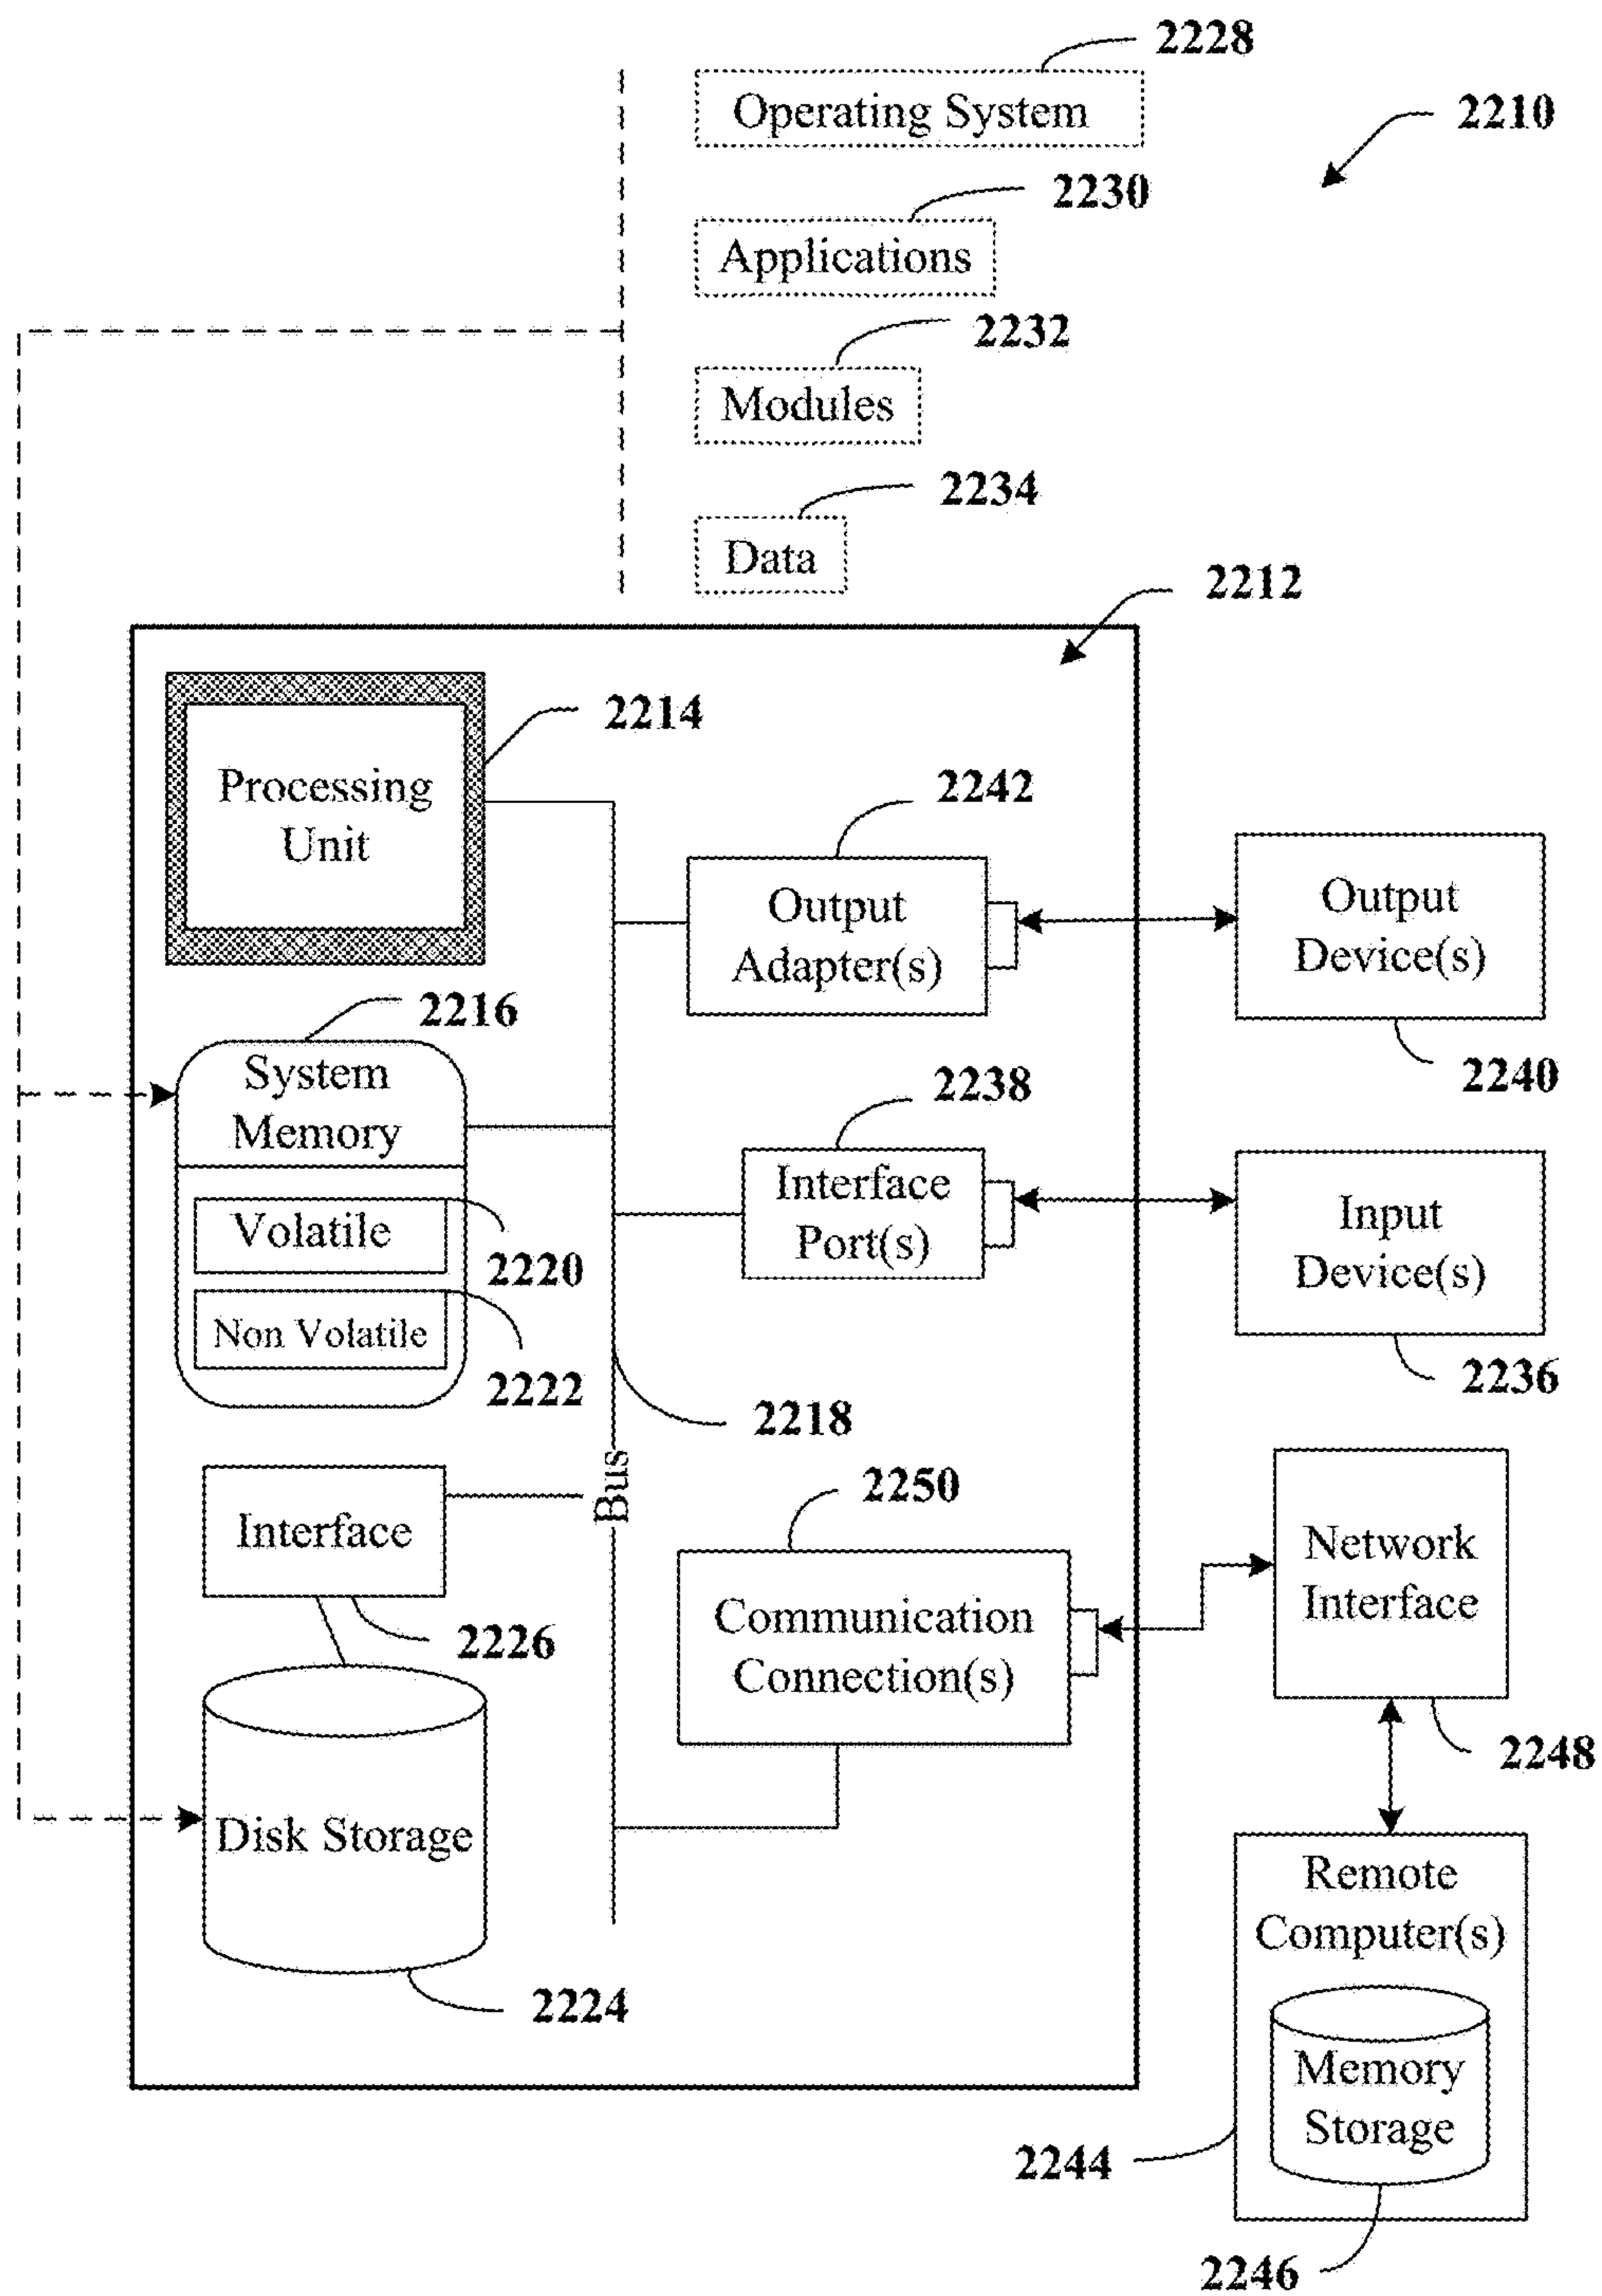 2228
Operating System
2210
2230
Applications
2232
Modules
2234
Data
2212
2214
Processing
Unit
2242
Output
Adapter(s)
Output
Device(s)
2240
2216
System
Memory
2238
Interface
Port(s)
Input
Device(s)
2236
Volatile
2220
Non Volatile
2222
2218
Bus
2250
Interface
2226
Communication
Connection(s)
Network
Interface
2248
Disk Storage
2224
Remote
Computer(s)
Memory
Storage
2244
2246